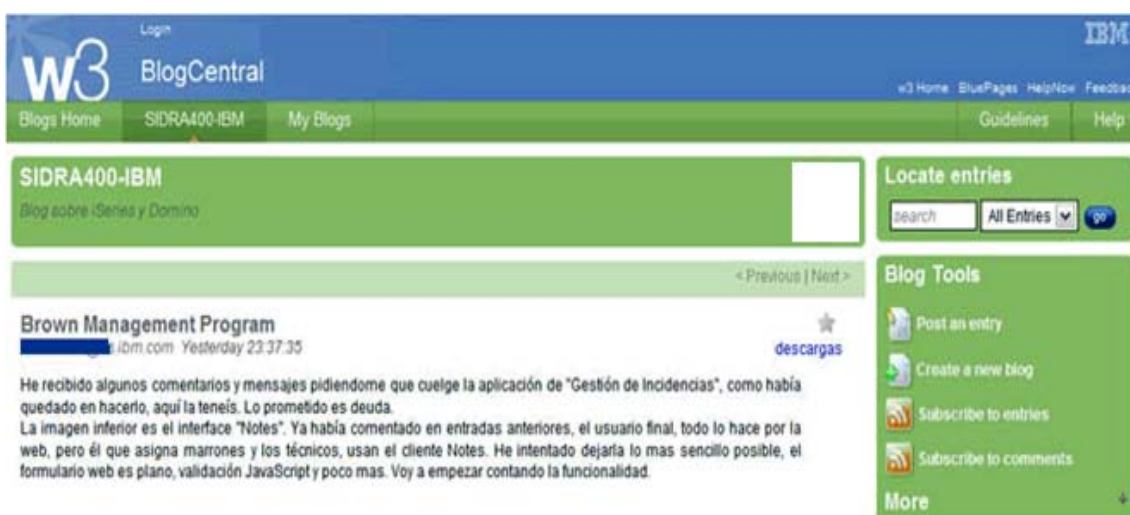 Login
IBM
w3
BlogCentral
w3 Home BluePages HelpNow Feedbac
Blogs Home SIDRA400-IBM My Blogs Guidelines Help
SIDRA400-IBM
Blog sobre iSeries y Domino
Locate entries
search All Entries go
< Previous | Next >
Blog Tools
Brown Management Program
ibm.com Yesterday 23:37:35
descargas
Post an entry
Create a new blog
Subscribe to entries
Subscribe to comments
More
He recibido algunos comentarios y mensajes pidiendome que cuelge la aplicación de "Gestión de Incidencias", como había
quedado en hacerlo, aquí la teneís. Lo prometido es deuda.
La imagen inferior es el interface "Notes". Ya había comentado en entradas anteriores, el usuario final, todo lo hace por la
web, pero él que asigna marrones y los técnicos, usan el cliente Notes. He intentado dejarla lo mas sencillo posible, el
formulario web es plano, validación JavaScript y poco mas. Voy a empezar contando la funcionalidad.